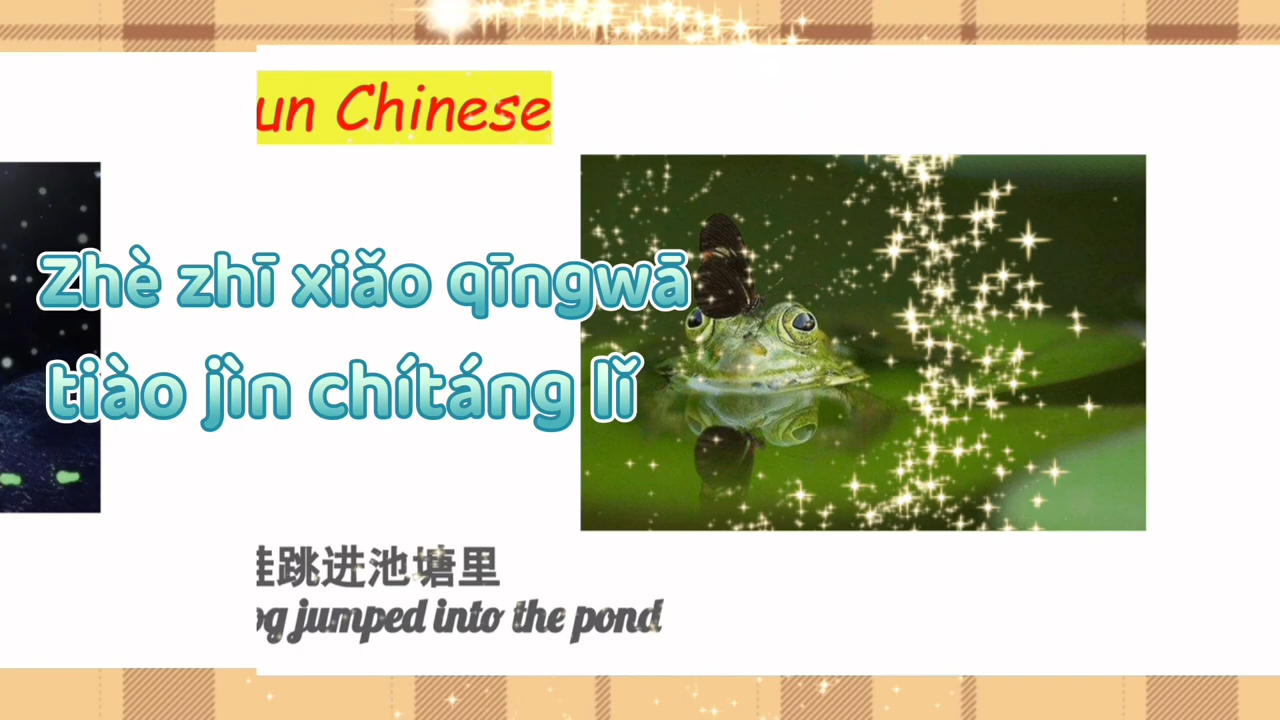 un Chinese
Zhè zhī xiǎo qīngwā
tiào jìn chítáng lǐ
跳进池塘里
jumped into the pond